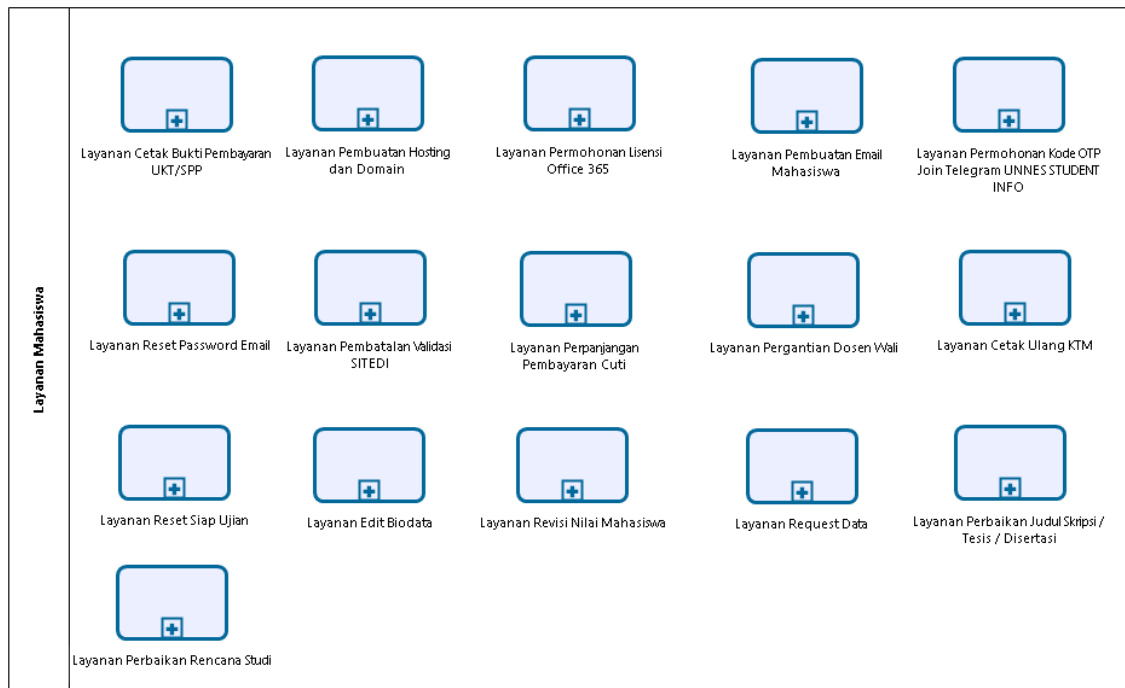 Layanan Mahasiswa
Layanan Cetak Bukti Pembayaran
UKT/SPP
Layanan Pembuatan Hosting
dan Domain
Layanan Permohonan Lisensi
Office 365
Layanan Pembuatan Email
Mahasiswa
Layanan Permohonan Kode OTP
Join Telegram UNNES STUDENT
INFO
Layanan Reset Password Email
Layanan Pembatalan Validasi
SITEDI
Layanan Perpanjangan
Pembayaran Cuti
Layanan Pergantian Dosen Wali
Layanan Cetak Ulang KTM
Layanan Reset Siap Ujian
Layanan Edit Biodata
Layanan Revisi Nilai Mahasiswa
Layanan Request Data
Layanan Perbaikan Judul Skripsi /
Tesis / Disertasi
Layanan Perbaikan Rencana Studi